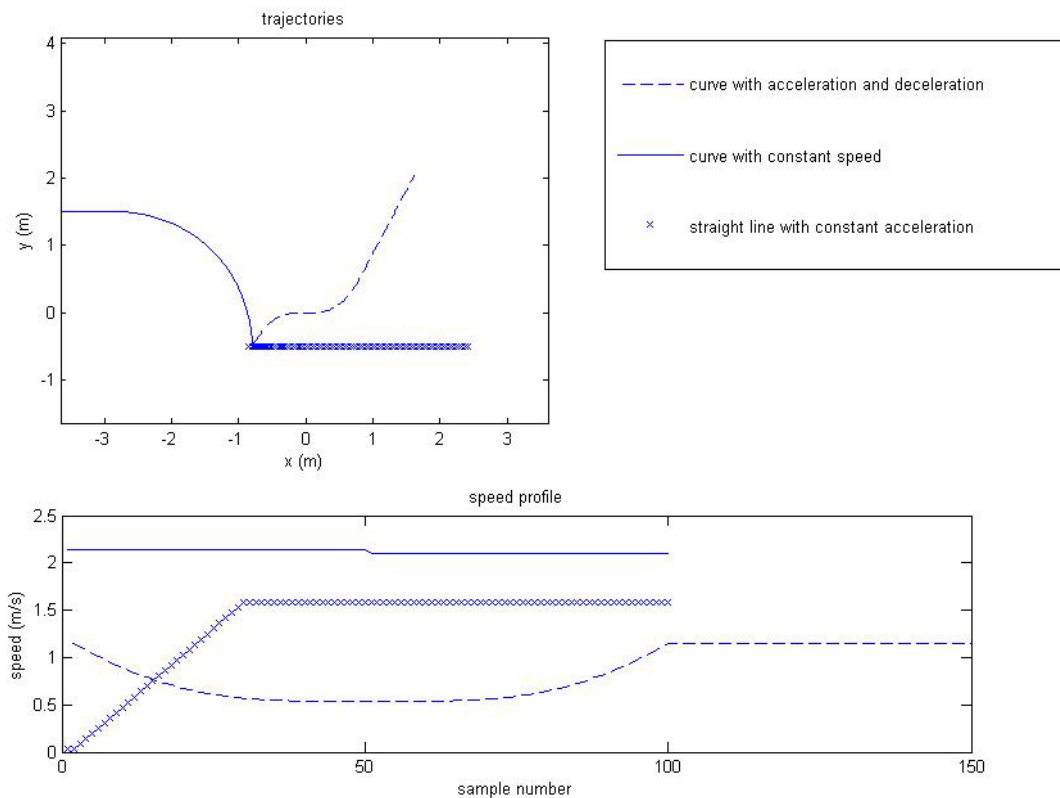 trajectories
4
3
2
1
0
-1
y (m)
-3 -2 -1 0 1 2 3
x (m)
curve with acceleration and deceleration
curve with constant speed
straight line with constant acceleration
speed profile
2.5
2
1.5
1
0.5
0
speed (m/s)
0 50 100 150
sample number